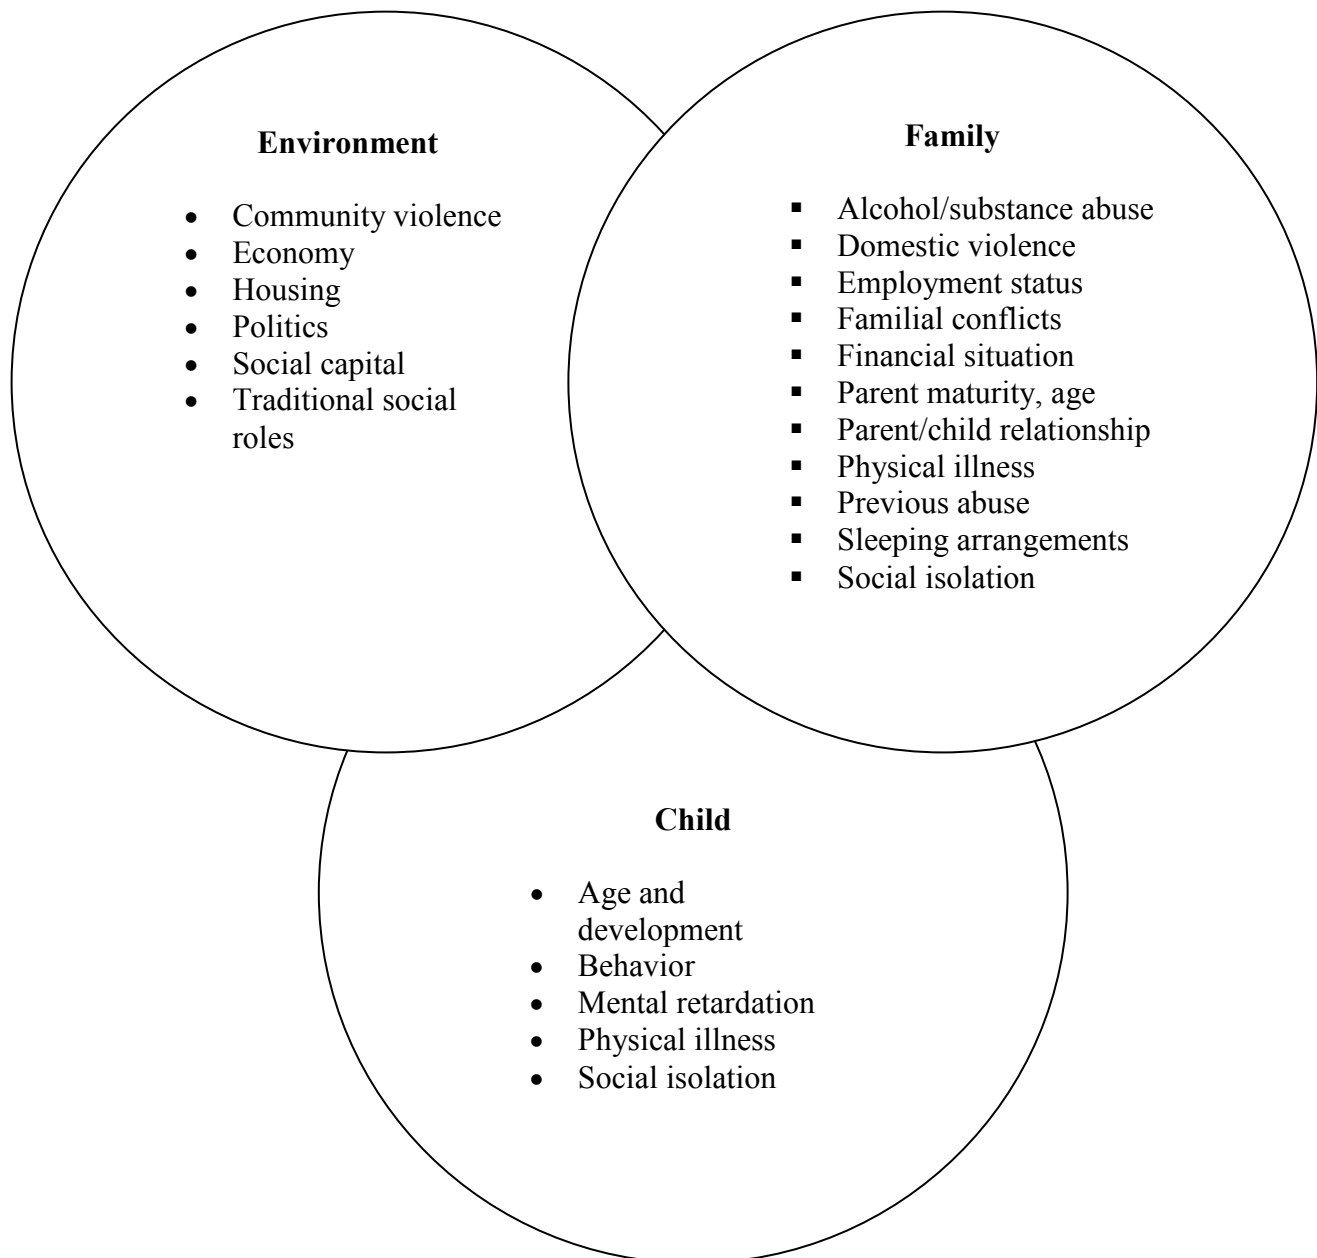 Environment
• Community violence
• Economy
• Housing
• Politics
• Social capital
• Traditional social
roles
Family
▪ Alcohol/substance abuse
▪ Domestic violence
▪ Employment status
▪ Familial conflicts
▪ Financial situation
▪ Parent maturity, age
▪ Parent/child relationship
▪ Physical illness
▪ Previous abuse
▪ Sleeping arrangements
▪ Social isolation
Child
• Age and
development
• Behavior
• Mental retardation
• Physical illness
• Social isolation